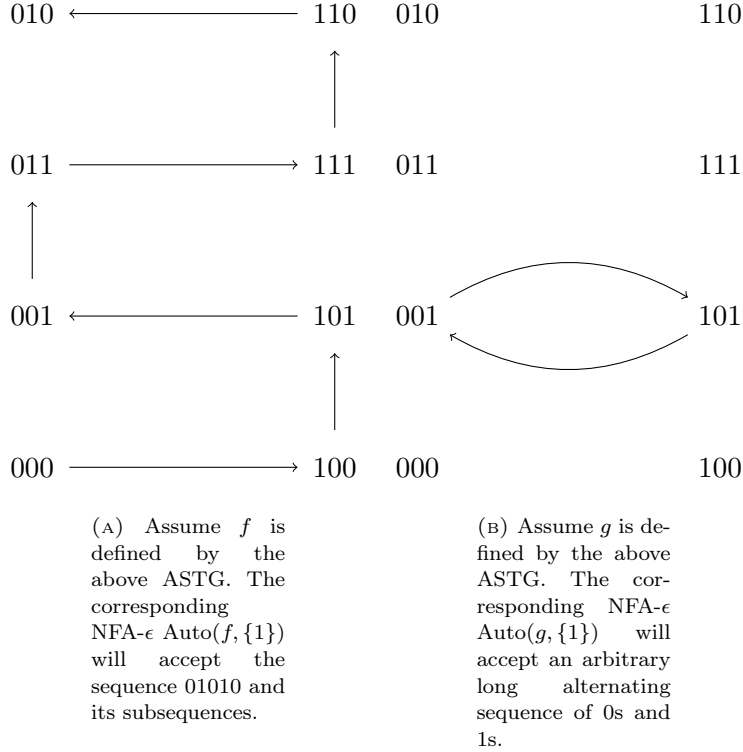 010 110 010 110
011 111 011 111
001 101 001 101
000 100 000 100
(A) Assume f is
defined by the
above ASTG. The
corresponding
NFA-ϵ Auto(f, {1})
will accept the
sequence 01010 and
its subsequences.
(B) Assume g is de-
fined by the above
ASTG. The cor-
responding NFA-ϵ
Auto(g, {1}) will
accept an arbitrary
long alternating
sequence of 0s and
1s.